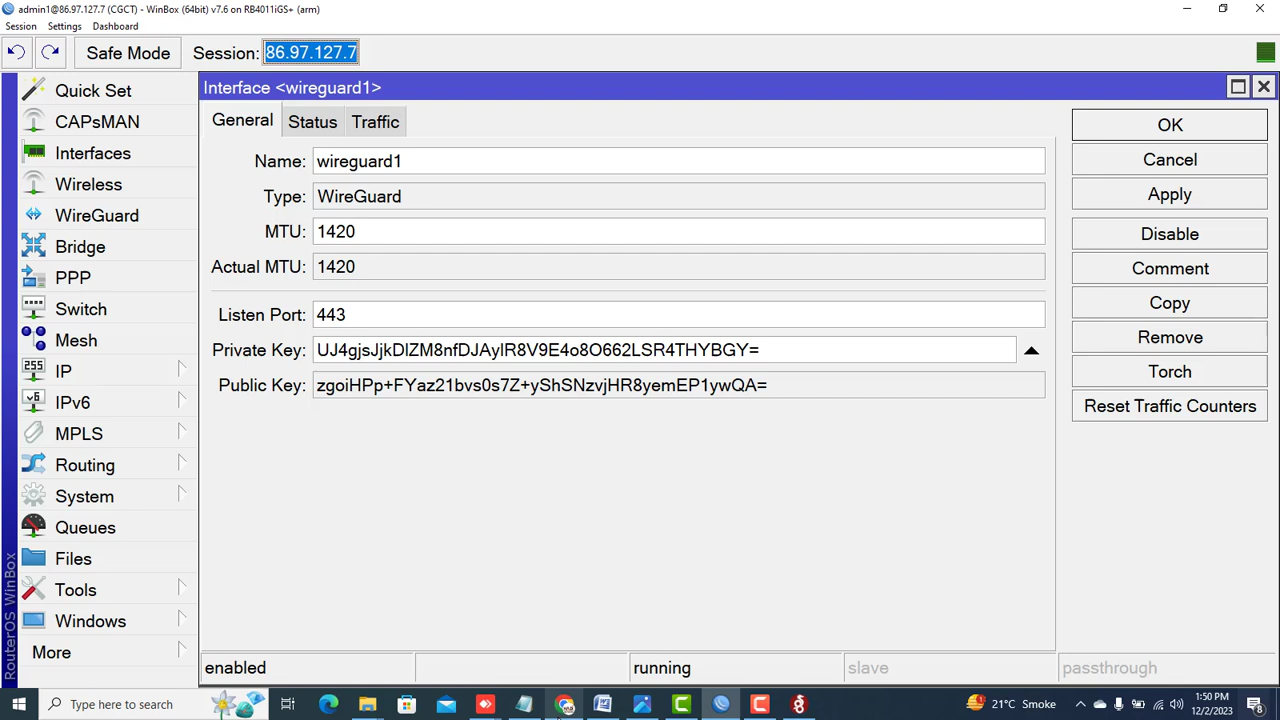 admin1@86.97.127.7 (CGCT) - WinBox (64bit) v7.6 on RB4011iGS+ (arm)
Session Settings Dashboard
Safe Mode Session: 86.97.127.7
Interface <wireguard1>
Quick Set
CAPsMAN
Interfaces
Wireless
WireGuard
Bridge
PPP
Switch
Mesh
255 IP
v6 IPv6
MPLS
Routing
System
Queues
Files
Tools
Windows
More
RouterOS WinBox
General Status Traffic
Name: wireguard1
Type: WireGuard
MTU: 1420
Actual MTU: 1420
Listen Port: 443
Private Key: UJ4gjsJjkDlZM8nfDJAylR8V9E4o8O662LSR4THYBGY=
Public Key: zgoiHPp+FYaz21bvs0s7Z+yShSNzvjHR8yemEP1ywQA=
OK
Cancel
Apply
Disable
Comment
Copy
Remove
Torch
Reset Traffic Counters
enabled running slave passthrough
Type here to search
21°C Smoke
1:50 PM
12/2/2023
8